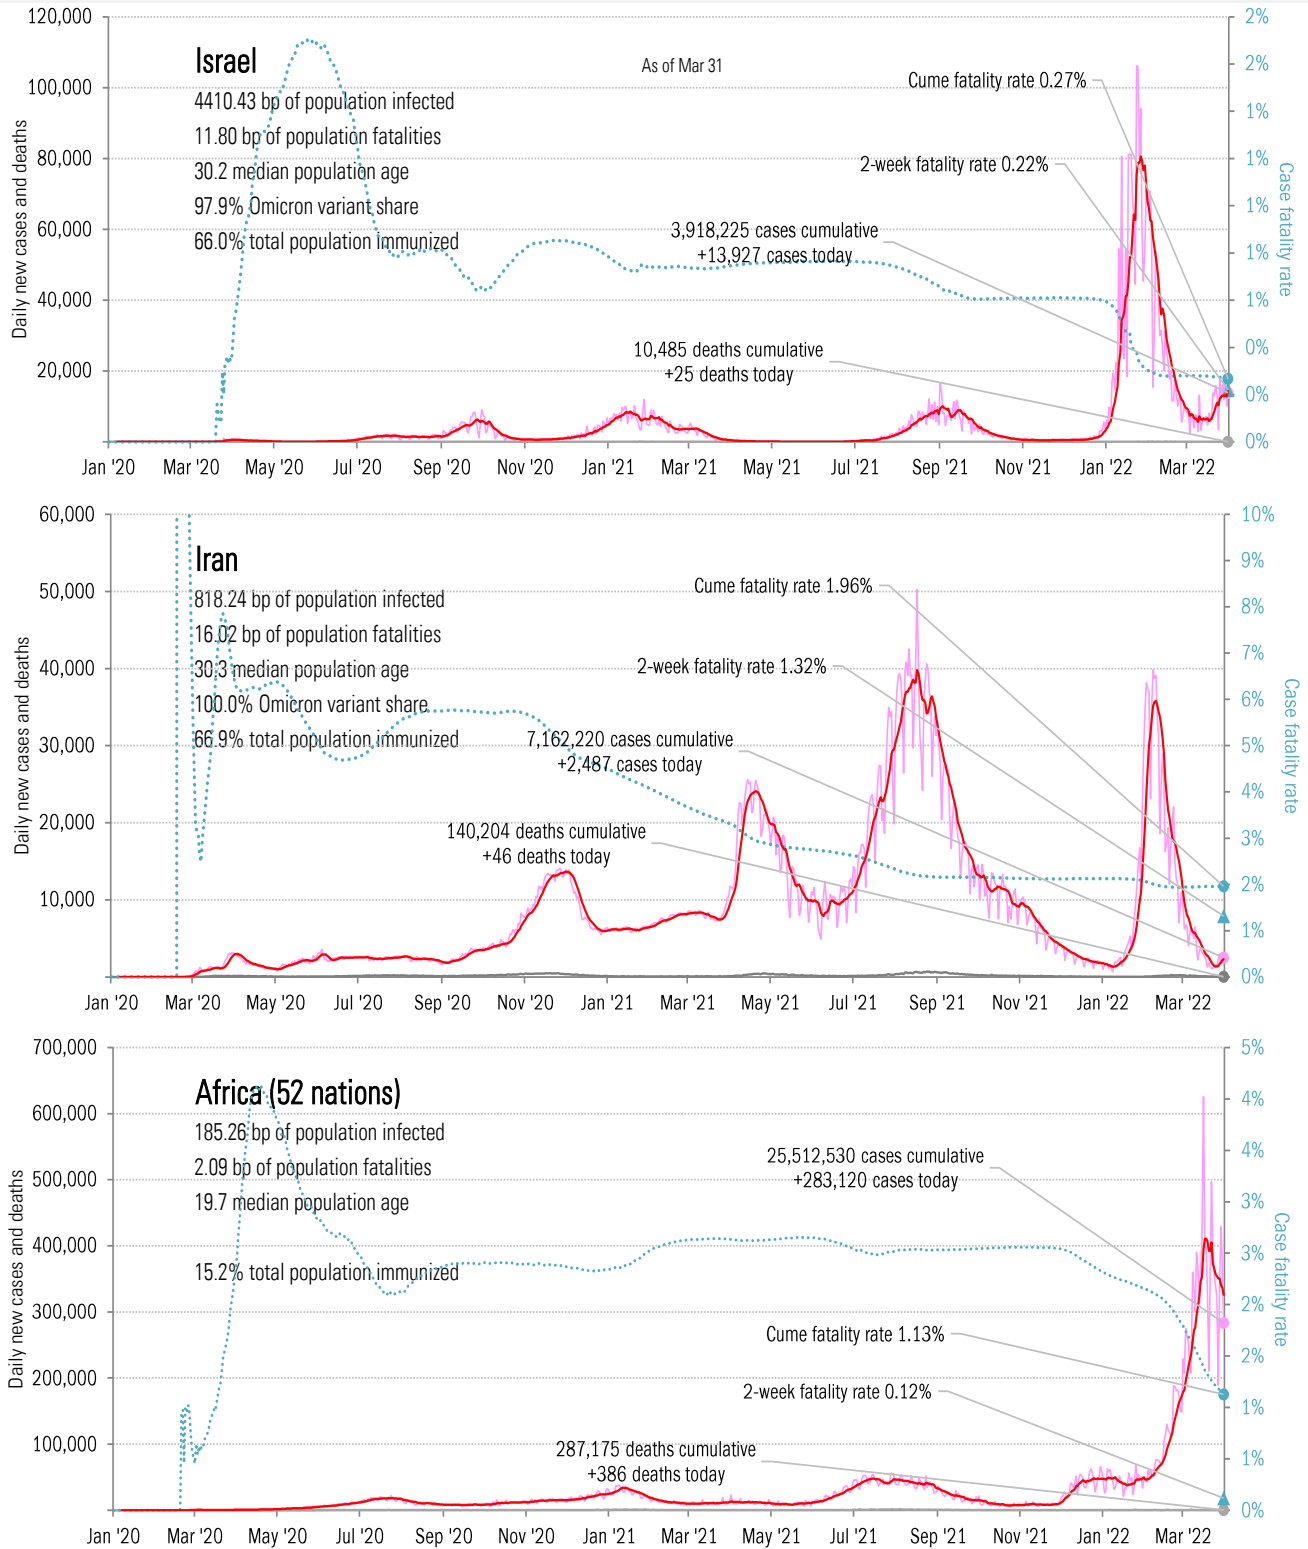 120,000
100,000
80,000
60,000
40,000
20,000
Daily new cases and deaths
Israel
4410.43 bp of population infected
11.80 bp of population fatalities
30.2 median population age
97.9% Omicron variant share
66.0% total population immunized
As of Mar 31
Cume fatality rate 0.27%
2-week fatality rate 0.22%
3,918,225 cases cumulative
+13,927 cases today
10,485 deaths cumulative
+25 deaths today
2%
2%
1%
1%
1%
1%
1%
0%
0%
0%
Case fatality rate
Jan '20 Mar '20 May '20 Jul '20 Sep '20 Nov '20 Jan '21 Mar '21 May '21 Jul '21 Sep '21 Nov '21 Jan '22 Mar '22
60,000
50,000
40,000
30,000
20,000
10,000
Daily new cases and deaths
Iran
818.24 bp of population infected
16.02 bp of population fatalities
30.3 median population age
100.0% Omicron variant share
66.9% total population immunized
Cume fatality rate 1.96%
2-week fatality rate 1.32%
7,162,220 cases cumulative
+2,487 cases today
140,204 deaths cumulative
+46 deaths today
10%
9%
8%
7%
6%
5%
4%
3%
2%
1%
0%
Case fatality rate
Jan '20 Mar '20 May '20 Jul '20 Sep '20 Nov '20 Jan '21 Mar '21 May '21 Jul '21 Sep '21 Nov '21 Jan '22 Mar '22
700,000
600,000
500,000
400,000
300,000
200,000
100,000
Daily new cases and deaths
Africa (52 nations)
185.26 bp of population infected
2.09 bp of population fatalities
19.7 median population age
15.2% total population immunized
25,512,530 cases cumulative
+283,120 cases today
Cume fatality rate 1.13%
2-week fatality rate 0.12%
287,175 deaths cumulative
+386 deaths today
5%
4%
4%
3%
3%
2%
2%
1%
1%
0%
Case fatality rate
Jan '20 Mar '20 May '20 Jul '20 Sep '20 Nov '20 Jan '21 Mar '21 May '21 Jul '21 Sep '21 Nov '21 Jan '22 Mar '22